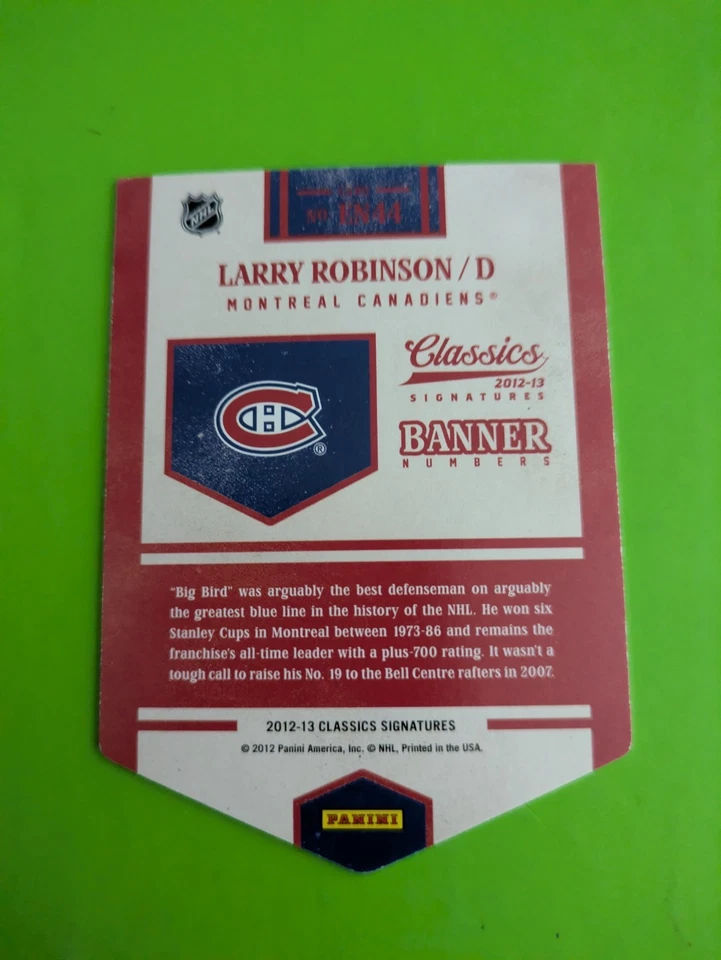 NHL
NO. EN44
LARRY ROBINSON / D
MONTREAL CANADIENS®
Classics
2012-13
SIGNATURES
BANNER
NUMBERS
CH
®
"Big Bird" was arguably the best defenseman on arguably
the greatest blue line in the history of the NHL. He won six
Stanley Cups in Montreal between 1973-86 and remains the
franchise's all-time leader with a plus-700 rating. It wasn't a
tough call to raise his No. 19 to the Bell Centre rafters in 2007.
2012-13 CLASSICS SIGNATURES
© 2012 Panini America, Inc. © NHL, Printed in the USA.
PANINI